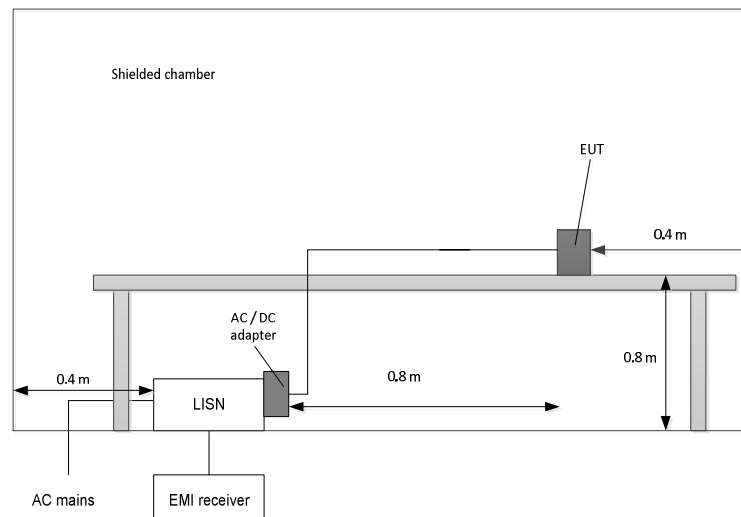 Shielded chamber
EUT
0.4 m
AC / DC
adapter
0.8 m
0.4 m
0.8 m
LISN
AC mains
EMI receiver